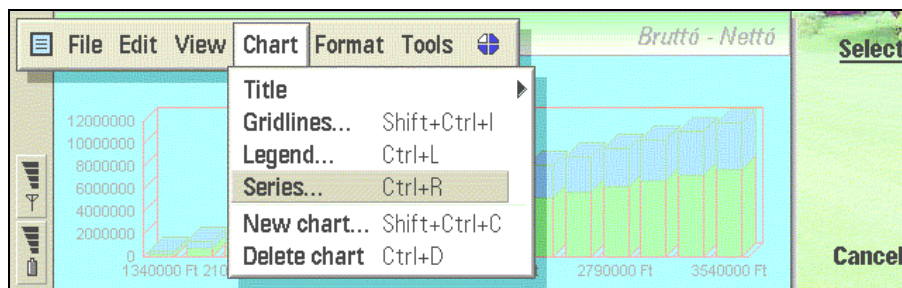 File Edit View Chart Format Tools
Bruttó - Nettó
Select
Title
Gridlines... Shift+Ctrl+I
Legend... Ctrl+L
Series... Ctrl+R
New chart... Shift+Ctrl+C
Delete chart Ctrl+D
12000000
10000000
8000000
6000000
4000000
2000000
0
1340000 Ft 210
2790000 Ft
3540000 Ft
Cancel